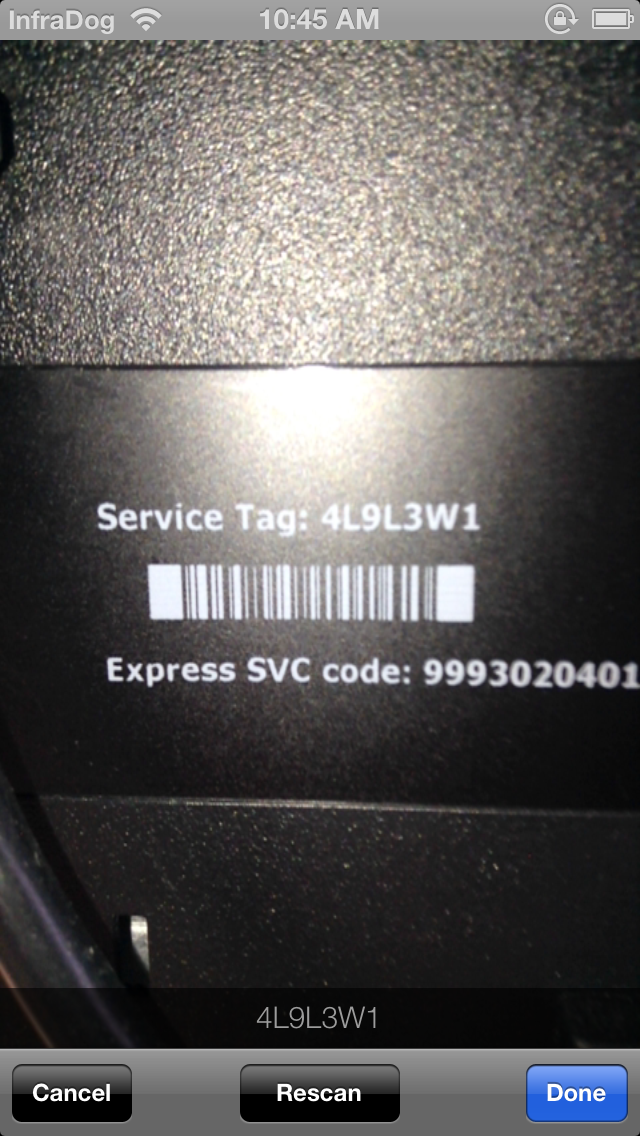 InfraDog 10:45 AM
Service Tag: 4L9L3W1
Express SVC code: 9993020401
4L9L3W1
Cancel Rescan Done